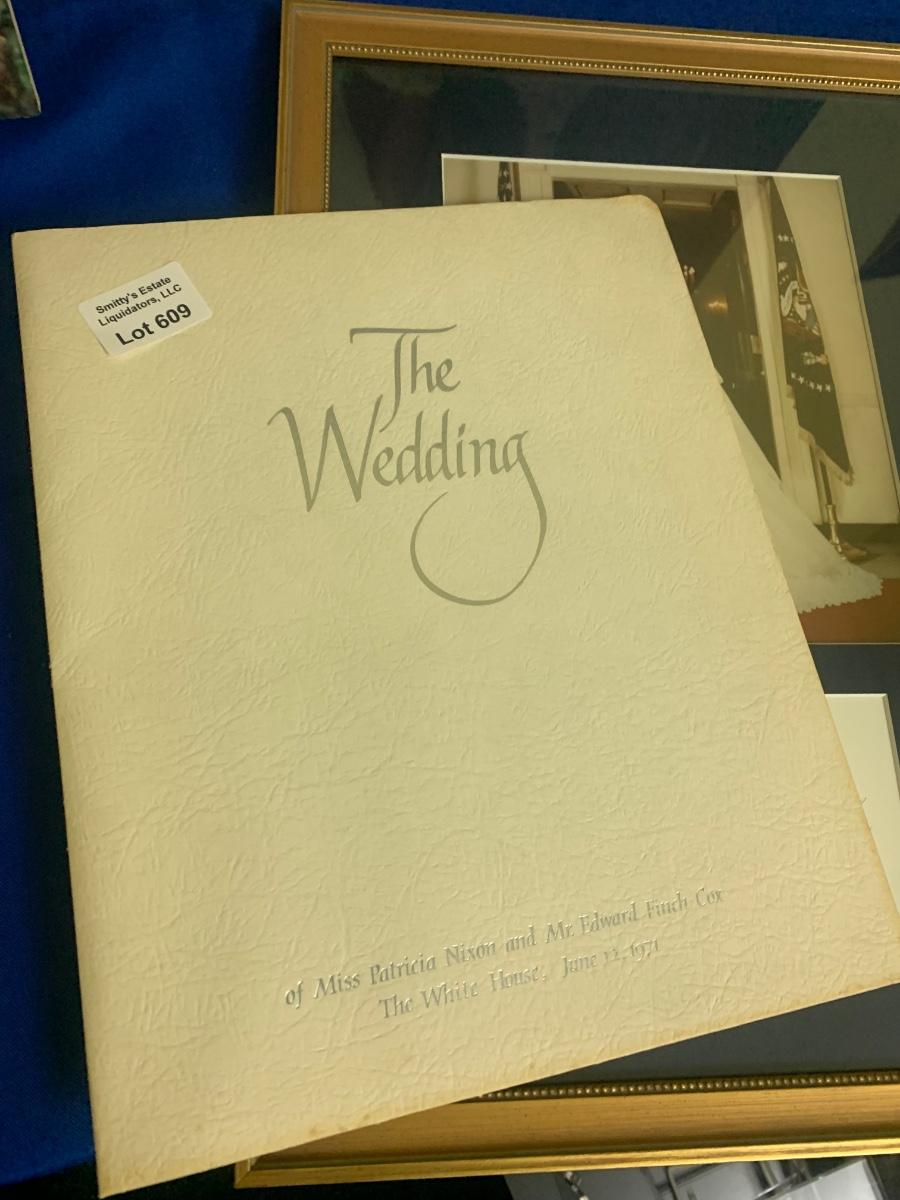 Smitty's Estate
Liquidators, LLC
Lot 609
The
Wedding
of Miss Patricia Nixon and Mr. Edward Finch Cox
The White House, June 12, 1971